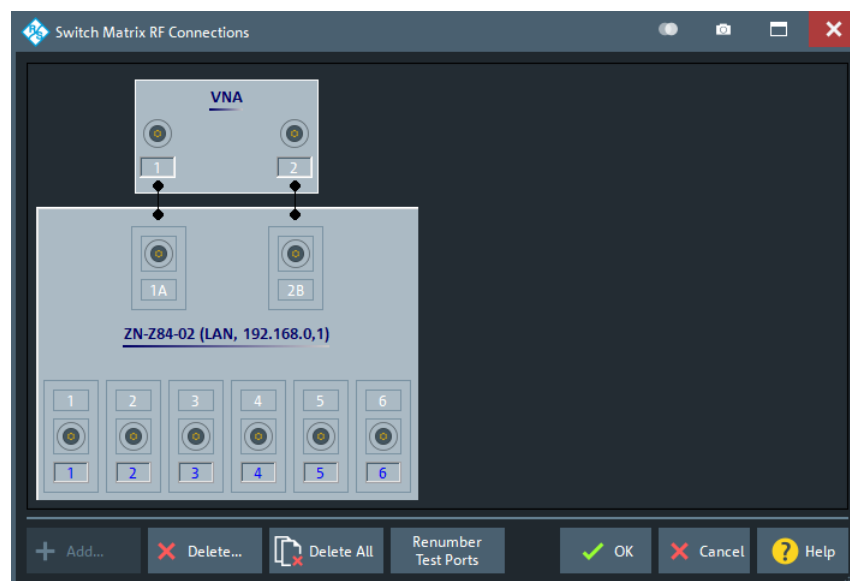 Switch Matrix RF Connections
VNA
1 2
1A 2B
ZN-Z84-02 (LAN, 192.168.0,1)
1 2 3 4 5 6
1 2 3 4 5 6
Add... Delete... Delete All Renumber Test Ports OK Cancel Help